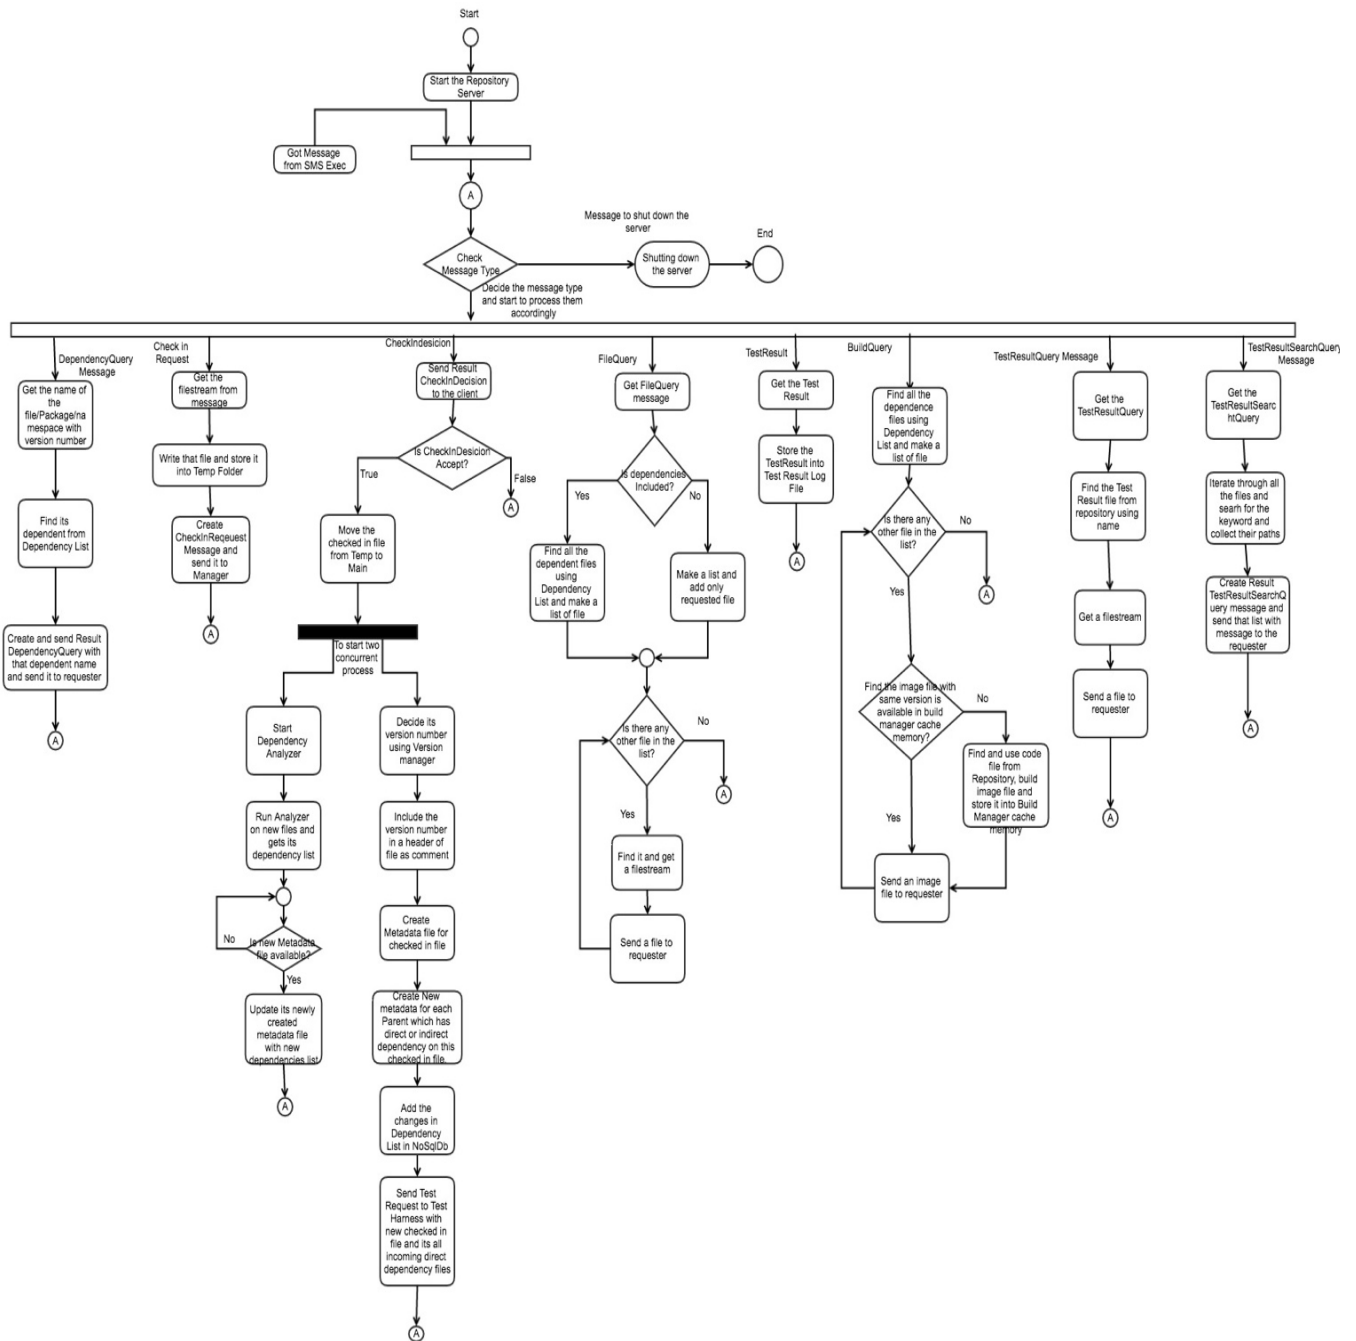 Start
Start the Repository
Server
Got Message
from SMS Exec
A
Message to shut down the
server
End
Check
Message Type
Shutting down
the server
Decide the message type
and start to process them
accordingly
DependencyQuery
Message
Get the name of
the
file/Package/na
mespace with
version number
Find its
dependent from
Dependency List
Create and send Result
DependencyQuery with
that dependent name
and send it to requester
A
Check in
Request
Get the
filestream from
message
Write that file and store it
into Temp Folder
Create
CheckInReqeuest
Message and
send it to Manager
A
CheckIndesicion
Send Result
CheckInDecision
to the client
Is CheckInDesicion
Accept?
True
False
A
Move the
checked in file
from Temp to
Main
To start two
concurrent
process
Start
Dependency
Analyzer
Run Analyzer
on new files and
gets its
dependency list
No
Is new Metadata
file available?
Yes
Update its newly
created
metadata file
with new
dependencies list
A
Decide its
version number
using Version
manager
Include the
version number
in a header of
file as comment
Create
Metadata file for
checked in file
Create New
metadata for each
Parent which has
direct or indirect
dependency on this
checked in file.
Add the
changes in
Dependency
List in NoSqlDb
Send Test
Request to Test
Harness with
new checked in
file and its all
incoming direct
dependency files
A
FileQuery
Get FileQuery
message
Is dependencies
Included?
Yes
No
Find all the
dependent files
using
Dependency
List and make a
list of file
Make a list and
add only
requested file
Is there any
other file in the
list?
No
A
Yes
Find it and get
a filestream
Send a file to
requester
TestResult
Get the Test
Result
Store the
TestResult into
Test Result Log
File
A
BuildQuery
Find all the
dependence
files using
Dependency
List and make a
list of file
Is there any
other file in the
list?
No
A
Yes
Find the image file with
same version is
available in build
manager cache
memory?
No
Find and use code
file from
Repository, build
image file and
store it into Build
Manager cache
memory
Yes
Send an image
file to requester
TestResultQuery Message
Get the
TestResultQuery
Find the Test
Result file from
repository using
name
Get a filestream
Send a file to
requester
A
TestResultSearchQuery
Message
Get the
TestResultSearc
htQuery
Iterate through all
the files and
searh for the
keyword and
collect their paths
Create Result
TestResultSearchQ
uery message and
send that list with
message to the
requester
A